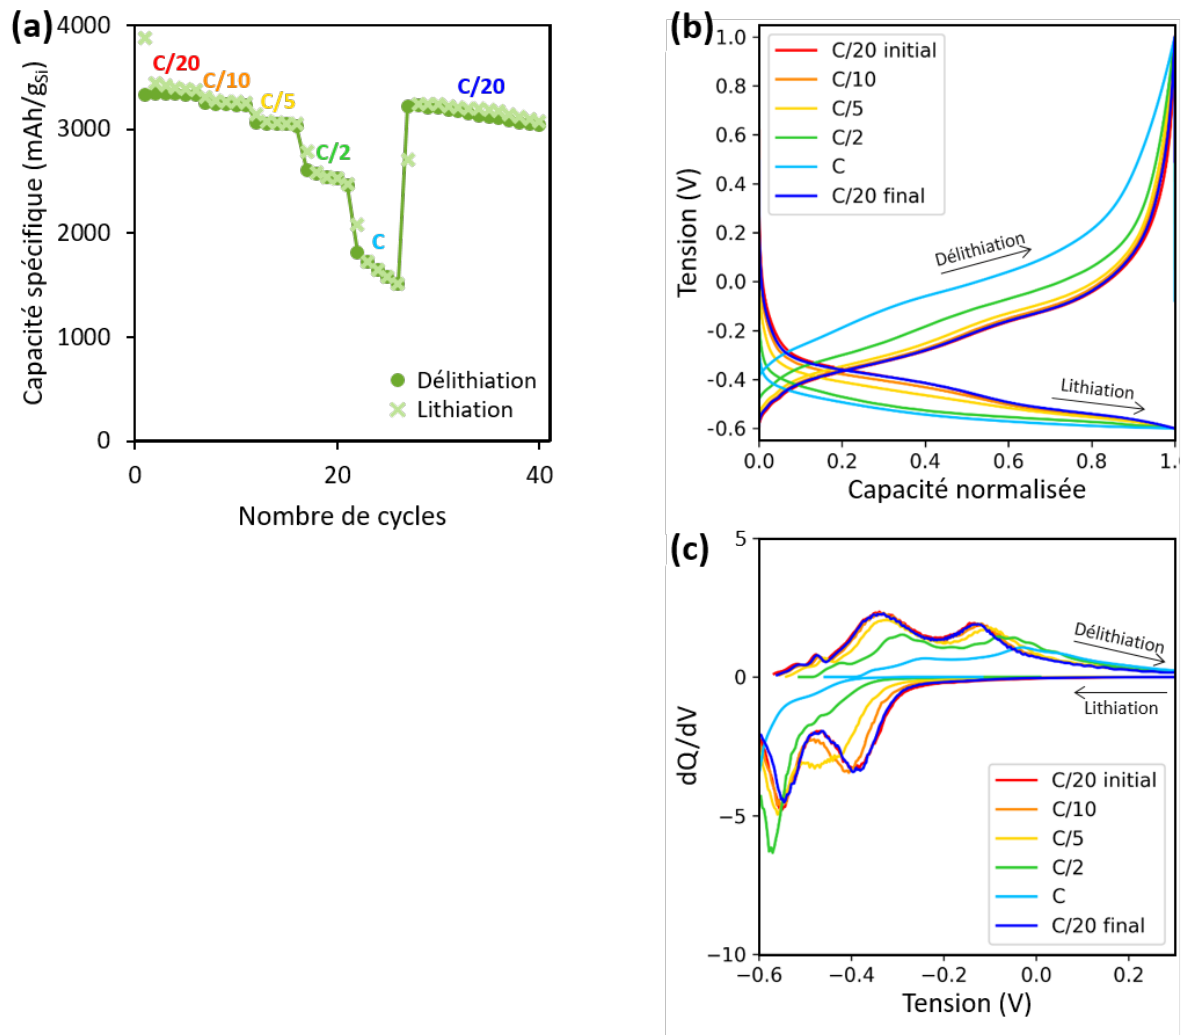 (a)
Capacité spécifique (mAh/gSi)
4000
3000
2000
1000
0
C/20
C/10
C/5
C/2
C
C/20
Délithiation
Lithiation
0
20
40
Nombre de cycles
(b)
Tension (V)
1.0
0.8
0.6
0.4
0.2
0.0
−0.2
−0.4
−0.6
C/20 initial
C/10
C/5
C/2
C
C/20 final
Délithiation
Lithiation
0.0
0.2
0.4
0.6
0.8
1.0
Capacité normalisée
(c)
dQ/dV
5
0
−5
−10
Délithiation
Lithiation
C/20 initial
C/10
C/5
C/2
C
C/20 final
−0.6
−0.4
−0.2
0.0
0.2
Tension (V)